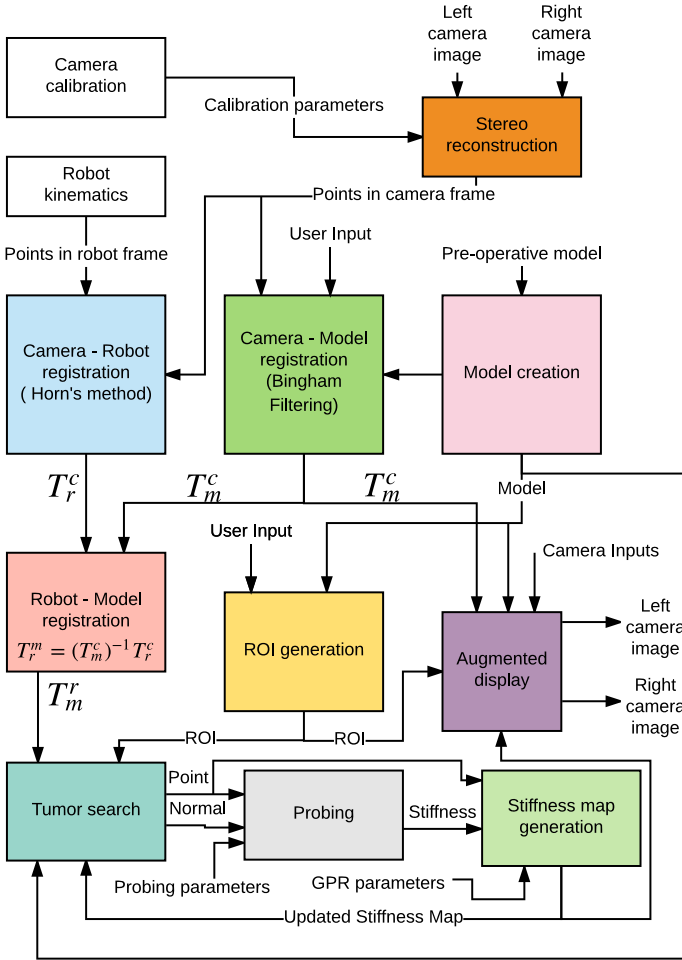 Left
camera
image
Right
camera
image
Camera
calibration
Calibration parameters
Stereo
reconstruction
Robot
kinematics
Points in camera frame
User Input
Points in robot frame
Pre-operative model
Camera - Robot
registration
( Horn's method)
Camera - Model
registration
(Bingham
Filtering)
Model creation
T_r^c
T_m^c
T_m^c
Model
User Input
Camera Inputs
Robot - Model
registration
T_r^m = (T_m^c)^{-1} T_r^c
ROI generation
Augmented
display
Left
camera
image
Right
camera
image
T_m^r
ROI
ROI
Tumor search
Point
Normal
Probing
Stiffness
Stiffness map
generation
Probing parameters
GPR parameters
Updated Stiffness Map